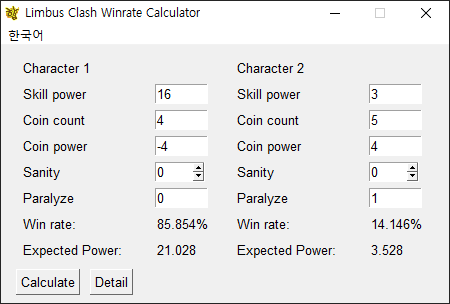 Limbus Clash Winrate Calculator
한국어
Character 1 Character 2
Skill power 16 Skill power 3
Coin count 4 Coin count 5
Coin power -4 Coin power 4
Sanity 0 Sanity 0
Paralyze 0 Paralyze 1
Win rate: 85.854% Win rate: 14.146%
Expected Power: 21.028 Expected Power: 3.528
Calculate Detail